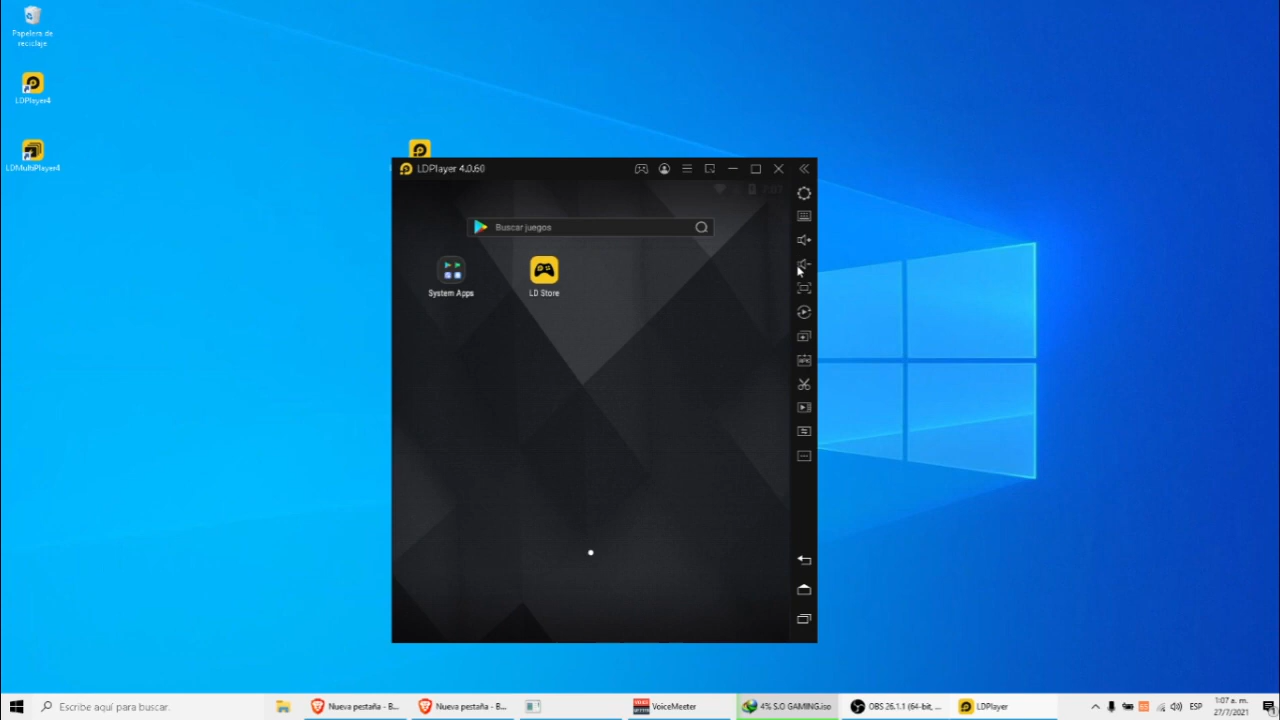 Papelera de
reciclaje
LDPlayer4
LDMultiPlayer4
LDPlayer 4.0.60
7:07
Buscar juegos
System Apps
LD Store
Escribe aquí para buscar.
Nueva pestaña - B...
Nueva pestaña - B...
VoiceMeeter
4% S.O GAMING.iso
OBS 26.1.1 (64-bit, ...
LDPlayer
ESP
1:07 a. m.
27/7/2021